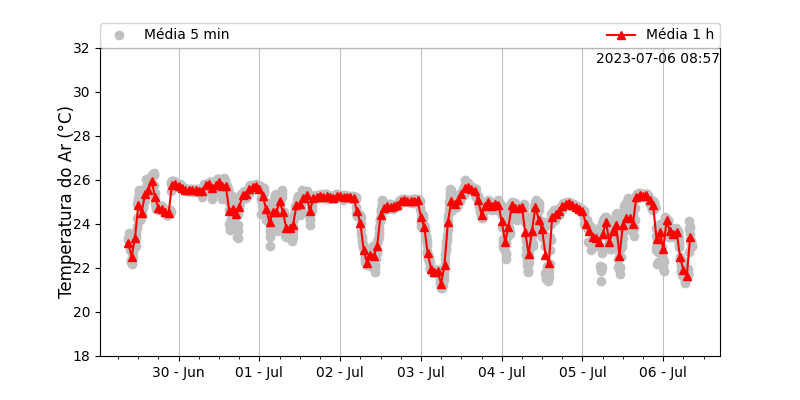 Média 5 min
Média 1 h
2023-07-06 08:57
Temperatura do Ar (°C)
32
30
28
26
24
22
20
18
30 - Jun
01 - Jul
02 - Jul
03 - Jul
04 - Jul
05 - Jul
06 - Jul